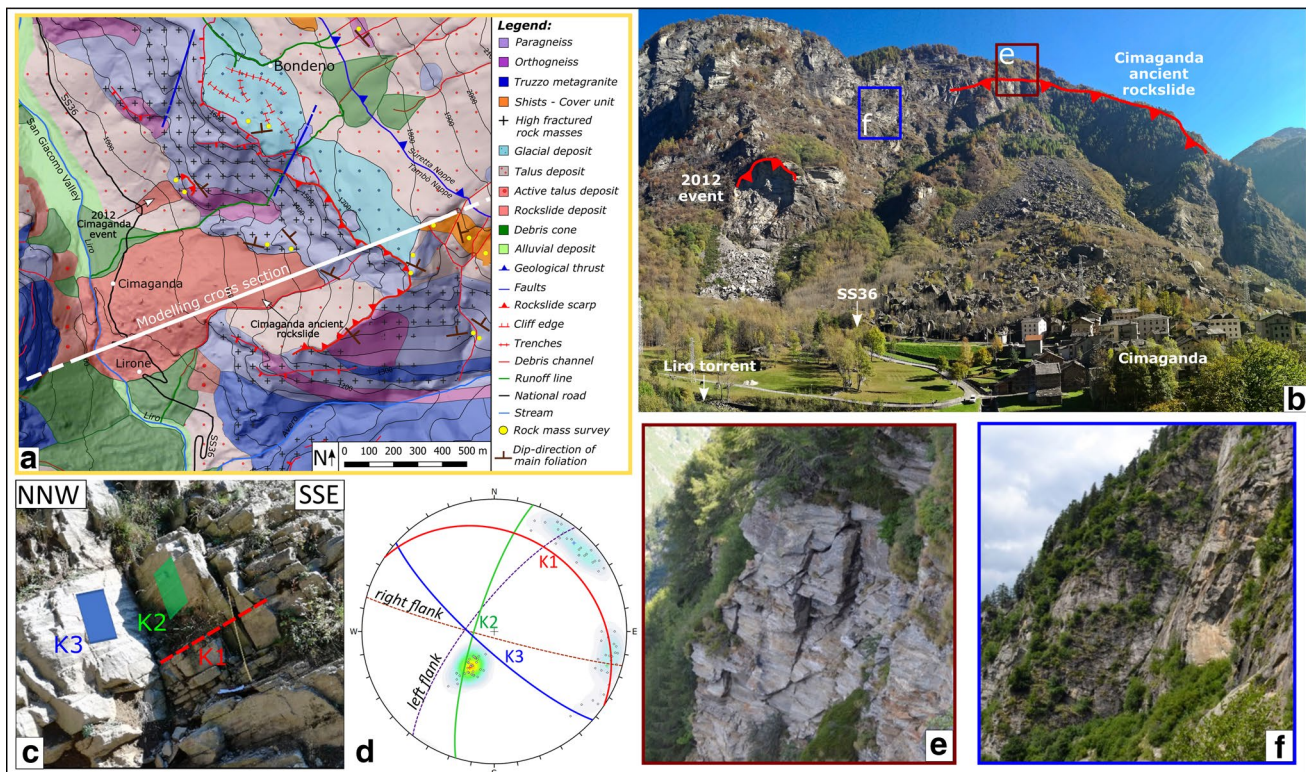 Bondeno
SS36
San Giacomo Valley
Suretta Nappe
Tambò Nappe
2012
Cimaganda
event
Liro
Cimaganda
Modelling cross section
Cimaganda ancient
rockslide
Lirone
Liro
SS36
N
0 100 200 300 400 500 m
a
Legend:
Paragneiss
Orthogneiss
Truzzo metagranite
Shists - Cover unit
High fractured
rock masses
Glacial deposit
Talus deposit
Active talus deposit
Rockslide deposit
Debris cone
Alluvial deposit
Geological thrust
Faults
Rockslide scarp
Cliff edge
Trenches
Debris channel
Runoff line
National road
Stream
Rock mass survey
Dip-direction of
main foliation
e
Cimaganda
ancient
rockslide
f
2012
event
SS36
Liro torrent
Cimaganda
b
NNW
SSE
K3
K2
K1
c
N
K1
right flank
K2
W
E
K3
left flank
d
e
f